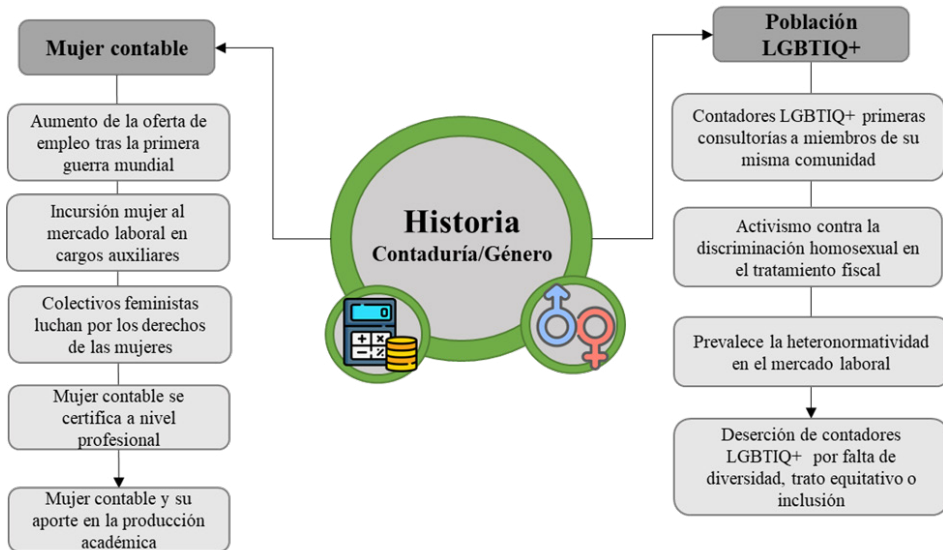 Mujer contable
Aumento de la oferta de
empleo tras la primera
guerra mundial
Incursión mujer al
mercado laboral en
cargos auxiliares
Colectivos feministas
luchan por los derechos
de las mujeres
Mujer contable se
certifica a nivel
profesional
Mujer contable y su
aporte en la producción
académica
Historia
Contaduría/Género
0
Población
LGBTIQ+
Contadores LGBTIQ+ primeras
consultorías a miembros de su
misma comunidad
Activismo contra la
discriminación homosexual en
el tratamiento fiscal
Prevalece la heteronormatividad
en el mercado laboral
Deserción de contadores
LGBTIQ+ por falta de
diversidad, trato equitativo o
inclusión